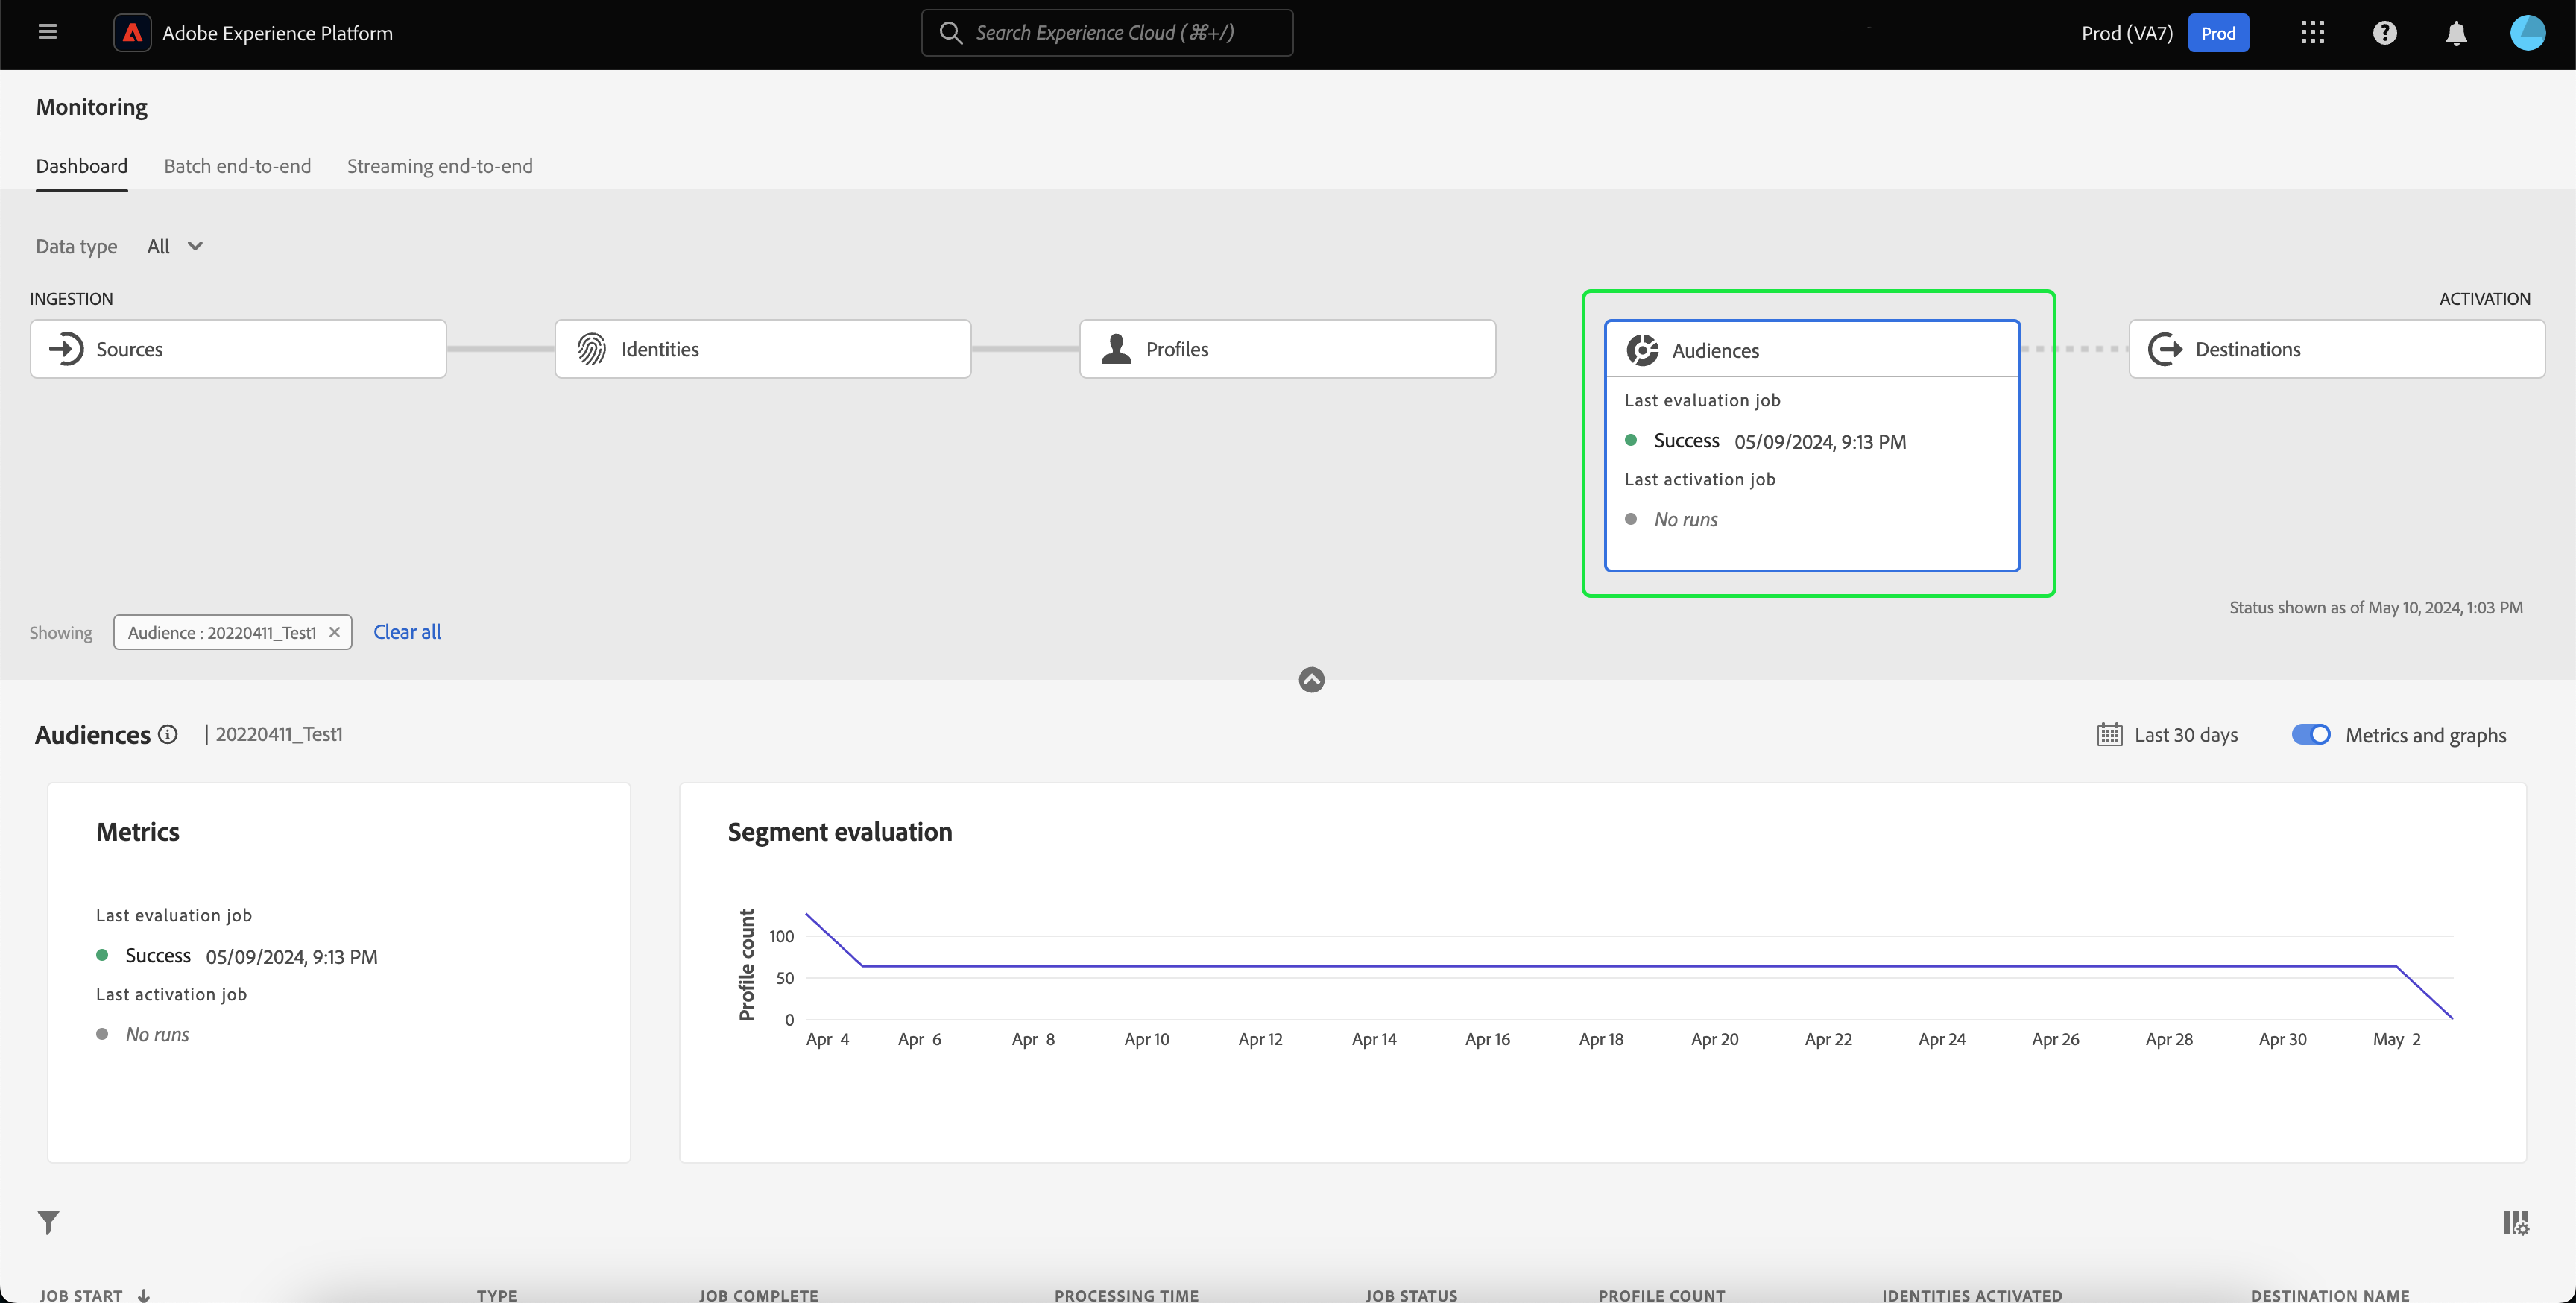 Adobe Experience Platform
Search Experience Cloud (⌘+/)
Prod (VA7) Prod
Monitoring
Dashboard Batch end-to-end Streaming end-to-end
Data type All
INGESTION ACTIVATION
Sources Identities Profiles Audiences Destinations
Last evaluation job
Success 05/09/2024, 9:13 PM
Last activation job
No runs
Status shown as of May 10, 2024, 1:03 PM
Showing Audience : 20220411_Test1 Clear all
Audiences | 20220411_Test1 Last 30 days Metrics and graphs
Metrics
Last evaluation job
Success 05/09/2024, 9:13 PM
Last activation job
No runs
Segment evaluation
Profile count
100
50
0
Apr 4 Apr 6 Apr 8 Apr 10 Apr 12 Apr 14 Apr 16 Apr 18 Apr 20 Apr 22 Apr 24 Apr 26 Apr 28 Apr 30 May 2
JOB START TYPE JOB COMPLETE PROCESSING TIME JOB STATUS PROFILE COUNT IDENTITIES ACTIVATED DESTINATION NAME